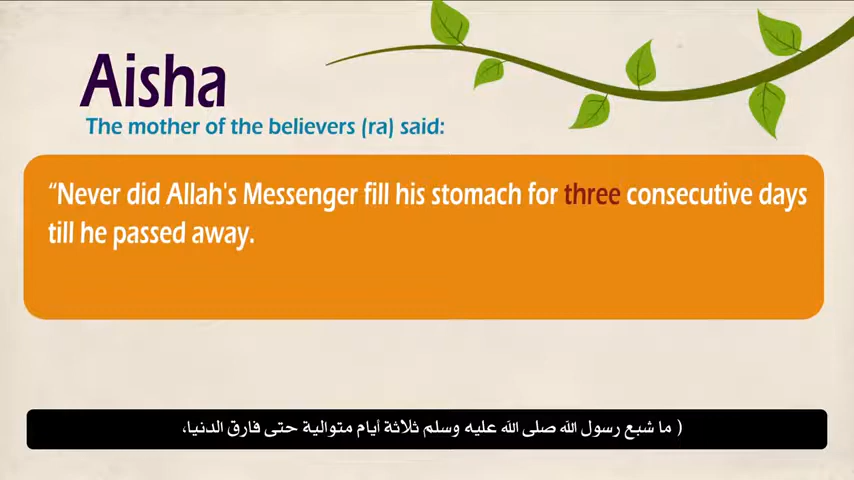 Aisha
The mother of the believers (ra) said:
“Never did Allah's Messenger fill his stomach for three consecutive days
till he passed away.
( ما شبع رسول الله صلى الله عليه وسلم ثلاثة أيام متوالية حتى فارق الدنيا،